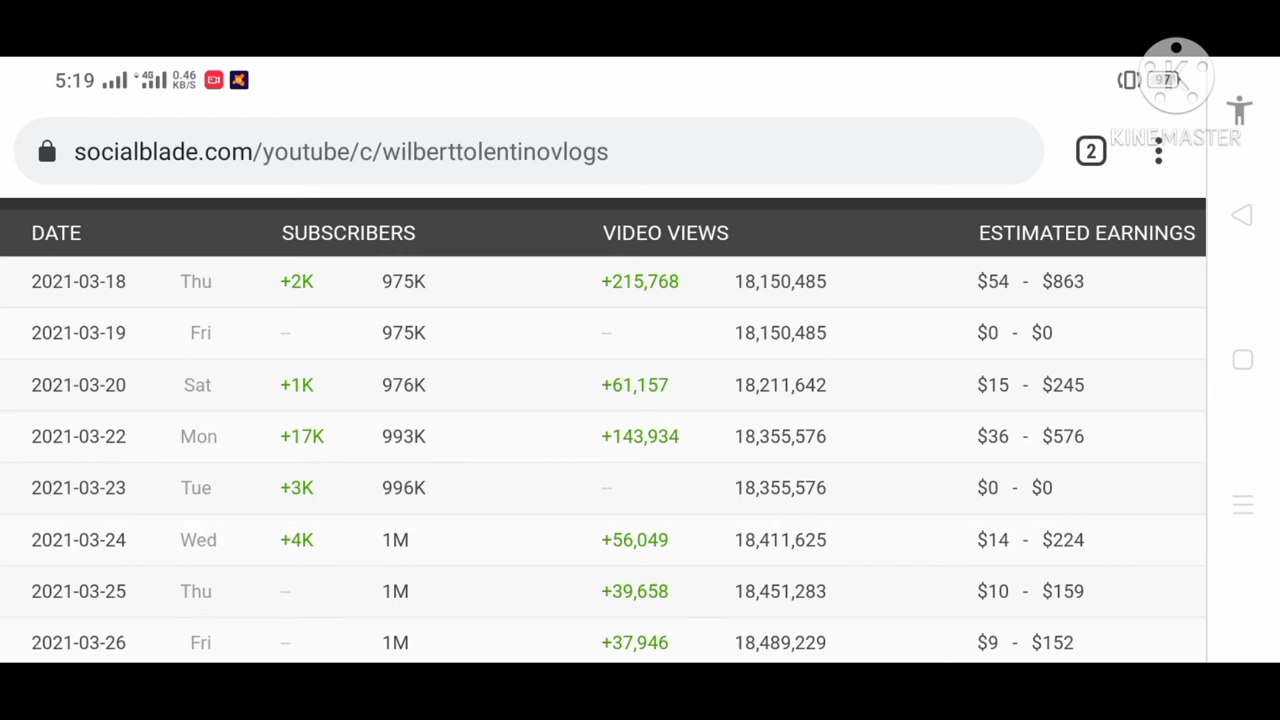 5:19 4G 0.46 KB/S 97
KINEMASTER
socialblade.com/youtube/c/wilberttolentinovlogs 2
DATE SUBSCRIBERS VIDEO VIEWS ESTIMATED EARNINGS
2021-03-18 Thu +2K 975K +215,768 18,150,485 $54 - $863
2021-03-19 Fri -- 975K -- 18,150,485 $0 - $0
2021-03-20 Sat +1K 976K +61,157 18,211,642 $15 - $245
2021-03-22 Mon +17K 993K +143,934 18,355,576 $36 - $576
2021-03-23 Tue +3K 996K -- 18,355,576 $0 - $0
2021-03-24 Wed +4K 1M +56,049 18,411,625 $14 - $224
2021-03-25 Thu -- 1M +39,658 18,451,283 $10 - $159
2021-03-26 Fri -- 1M +37,946 18,489,229 $9 - $152